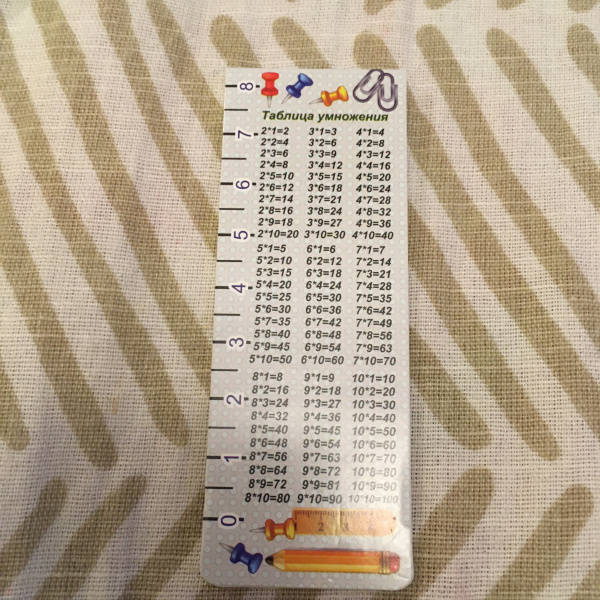 8
Таблица умножения
7
2*1=2 3*1=3 4*1=4
2*2=4 3*2=6 4*2=8
2*3=6 3*3=9 4*3=12
2*4=8 3*4=12 4*4=16
2*5=10 3*5=15 4*5=20
6
2*6=12 3*6=18 4*6=24
2*7=14 3*7=21 4*7=28
2*8=16 3*8=24 4*8=32
2*9=18 3*9=27 4*9=36
5
2*10=20 3*10=30 4*10=40
5*1=5 6*1=6 7*1=7
5*2=10 6*2=12 7*2=14
5*3=15 6*3=18 7*3=21
4
5*4=20 6*4=24 7*4=28
5*5=25 6*5=30 7*5=35
5*6=30 6*6=36 7*6=42
5*7=35 6*7=42 7*7=49
3
5*8=40 6*8=48 7*8=56
5*9=45 6*9=54 7*9=63
5*10=50 6*10=60 7*10=70
8*1=8 9*1=9 10*1=10
8*2=16 9*2=18 10*2=20
2
8*3=24 9*3=27 10*3=30
8*4=32 9*4=36 10*4=40
8*5=40 9*5=45 10*5=50
8*6=48 9*6=54 10*6=60
1
8*7=56 9*7=63 10*7=70
8*8=64 9*8=72 10*8=80
8*9=72 9*9=81 10*9=90
8*10=80 9*10=90 10*10=100
0
2